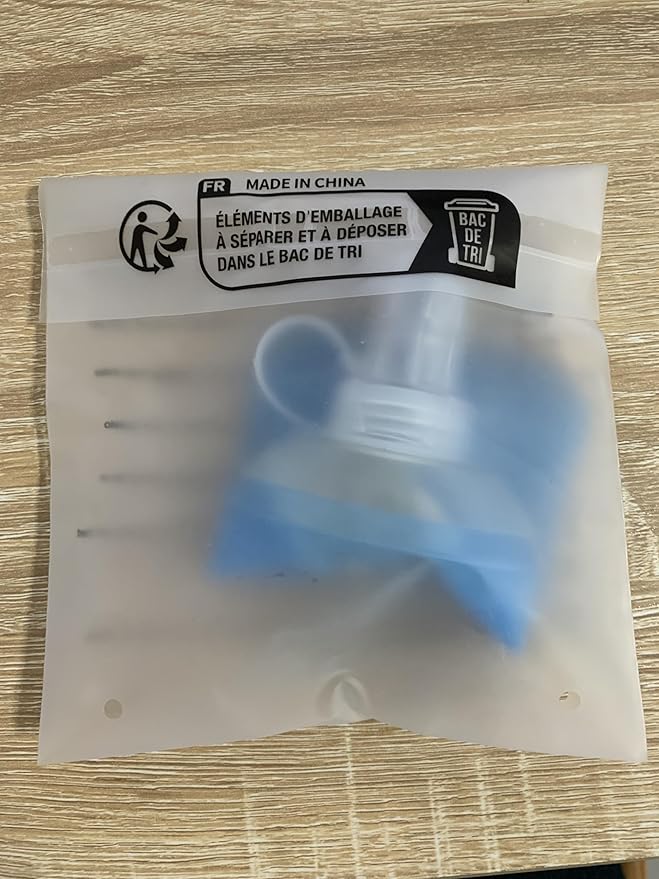 FR MADE IN CHINA
ÉLÉMENTS D'EMBALLAGE
À SÉPARER ET À DÉPOSER
DANS LE BAC DE TRI
BAC
DE
TRI